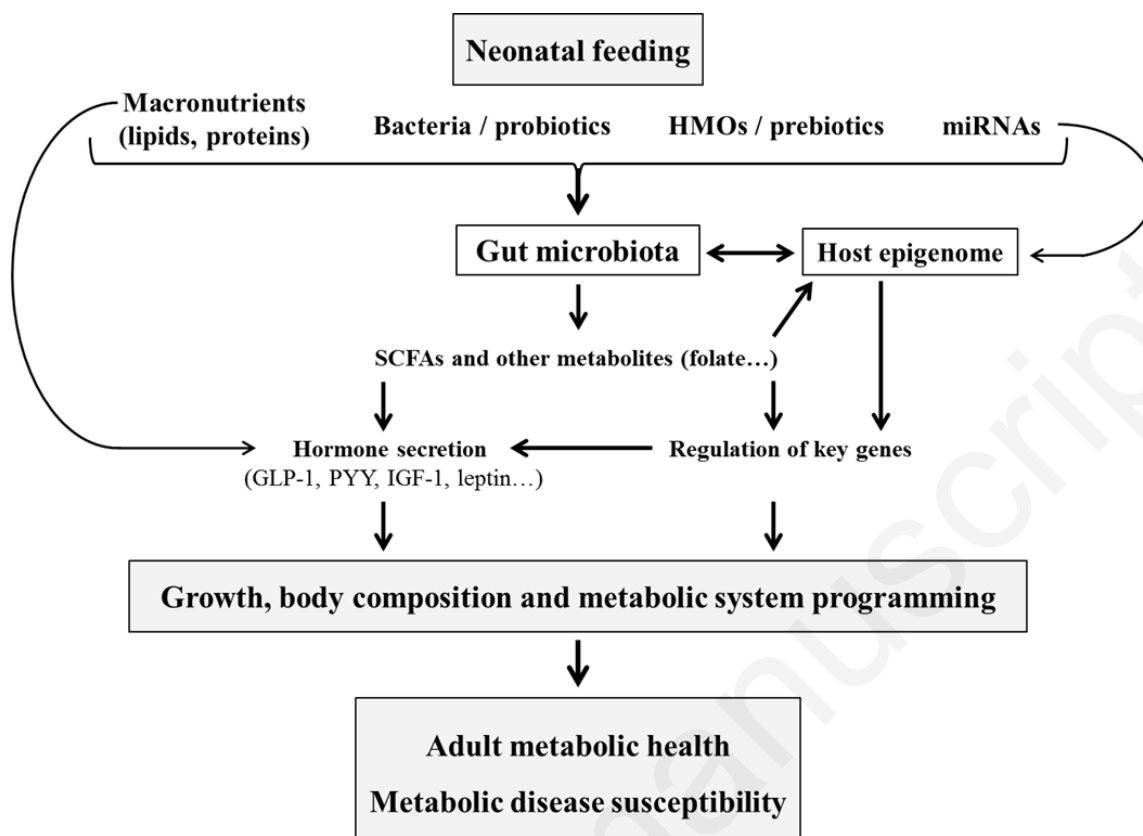 Neonatal feeding
Macronutrients
(lipids, proteins)
Bacteria / probiotics
HMOs / prebiotics
miRNAs
Gut microbiota
Host epigenome
SCFAs and other metabolites (folate…)
Hormone secretion
(GLP-1, PYY, IGF-1, leptin…)
Regulation of key genes
Growth, body composition and metabolic system programming
Adult metabolic health
Metabolic disease susceptibility
anuscript